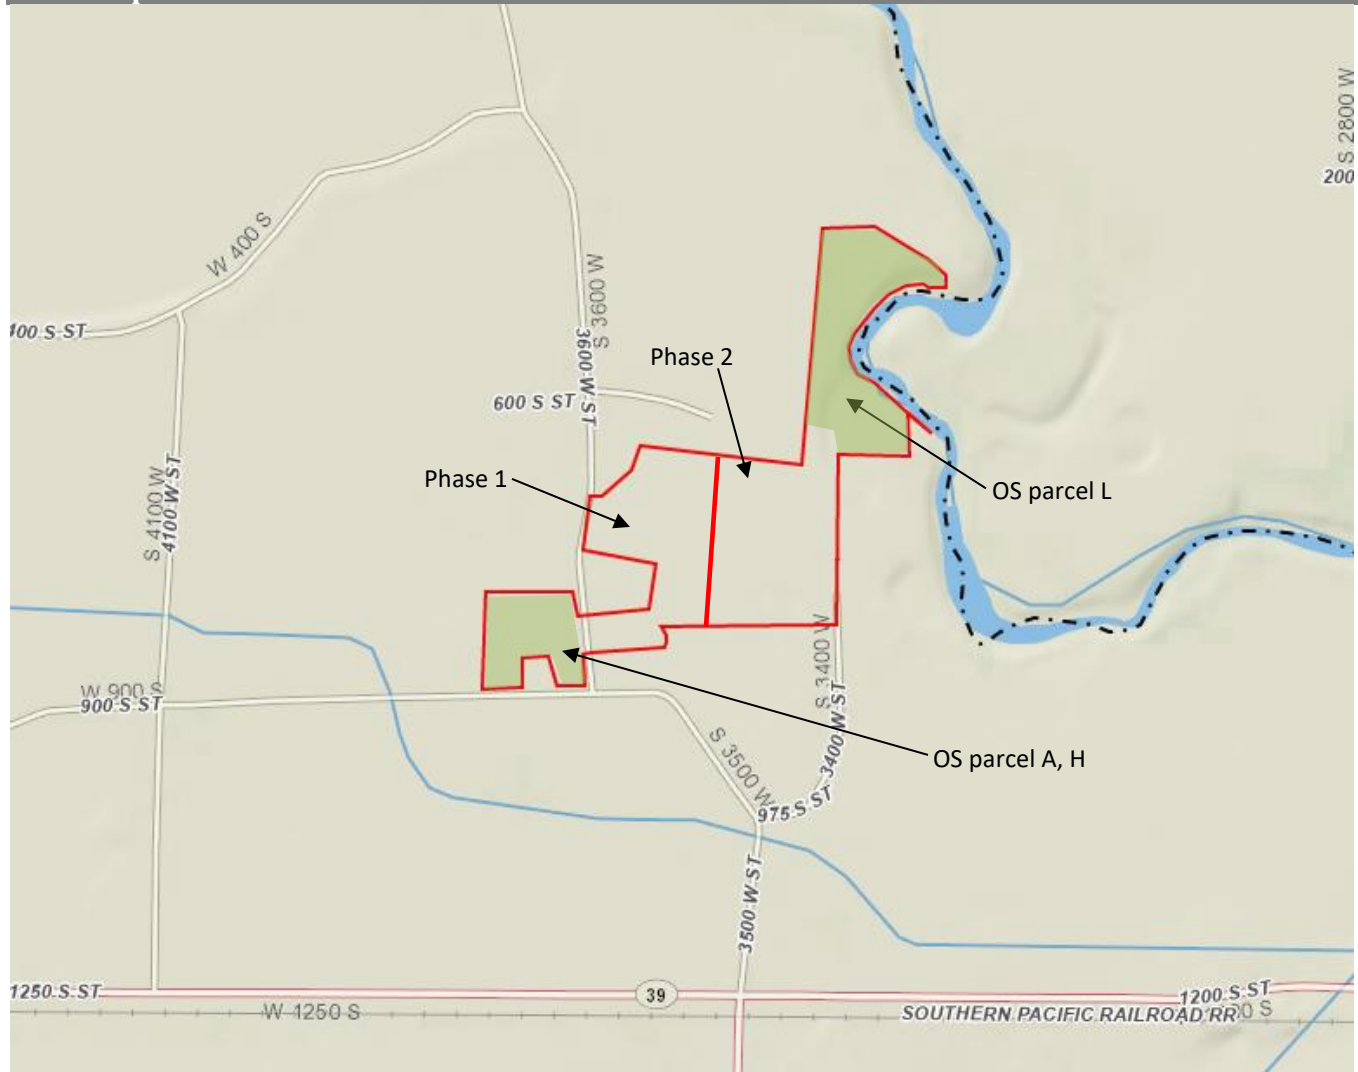 S 2800 W
200
W 400 S
S 3600 W
400 S ST
3600 W ST
Phase 2
600 S ST
Phase 1
OS parcel L
S 4100 W
4100 W ST
S 3400 W
W 900 S
900 S ST
3400 W ST
S 3500 W
OS parcel A, H
975 S ST
3500 W ST
1250 S ST
39
1200 S ST
W 1250 S
SOUTHERN PACIFIC RAILROAD RR
0 S